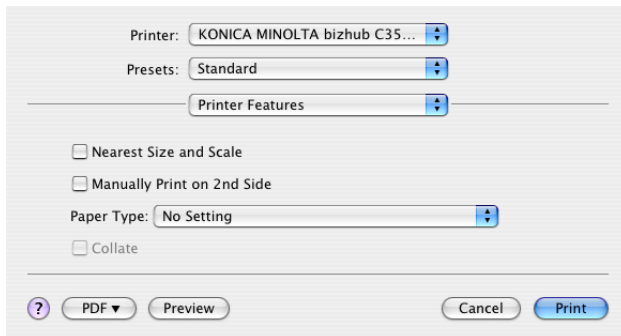 Printer: KONICA MINOLTA bizhub C35...
Presets: Standard
Printer Features
Nearest Size and Scale
Manually Print on 2nd Side
Paper Type: No Setting
Collate
? PDF ▼ Preview Cancel Print